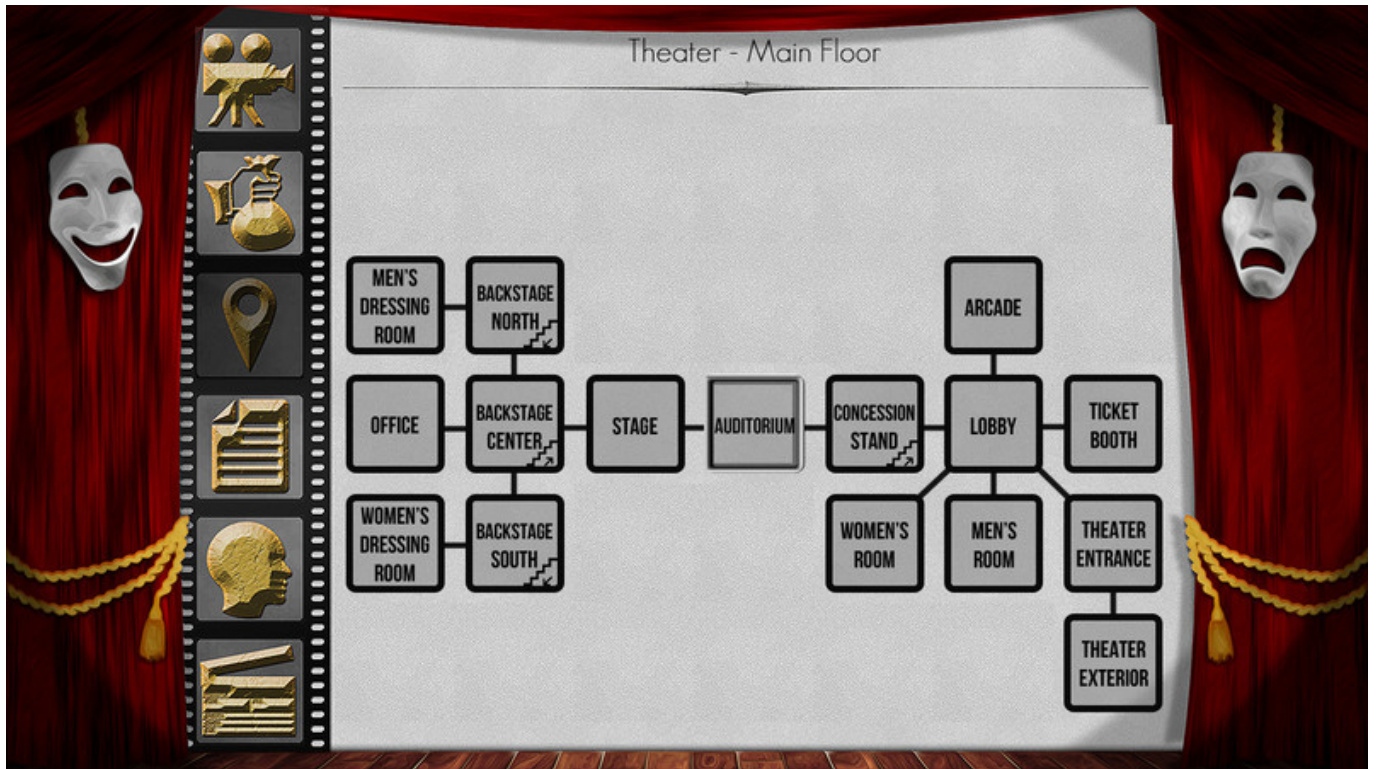 Theater - Main Floor
MEN'S
DRESSING
ROOM
BACKSTAGE
NORTH
ARCADE
OFFICE
BACKSTAGE
CENTER
STAGE
AUDITORIUM
CONCESSION
STAND
LOBBY
TICKET
BOOTH
WOMEN'S
DRESSING
ROOM
BACKSTAGE
SOUTH
WOMEN'S
ROOM
MEN'S
ROOM
THEATER
ENTRANCE
THEATER
EXTERIOR